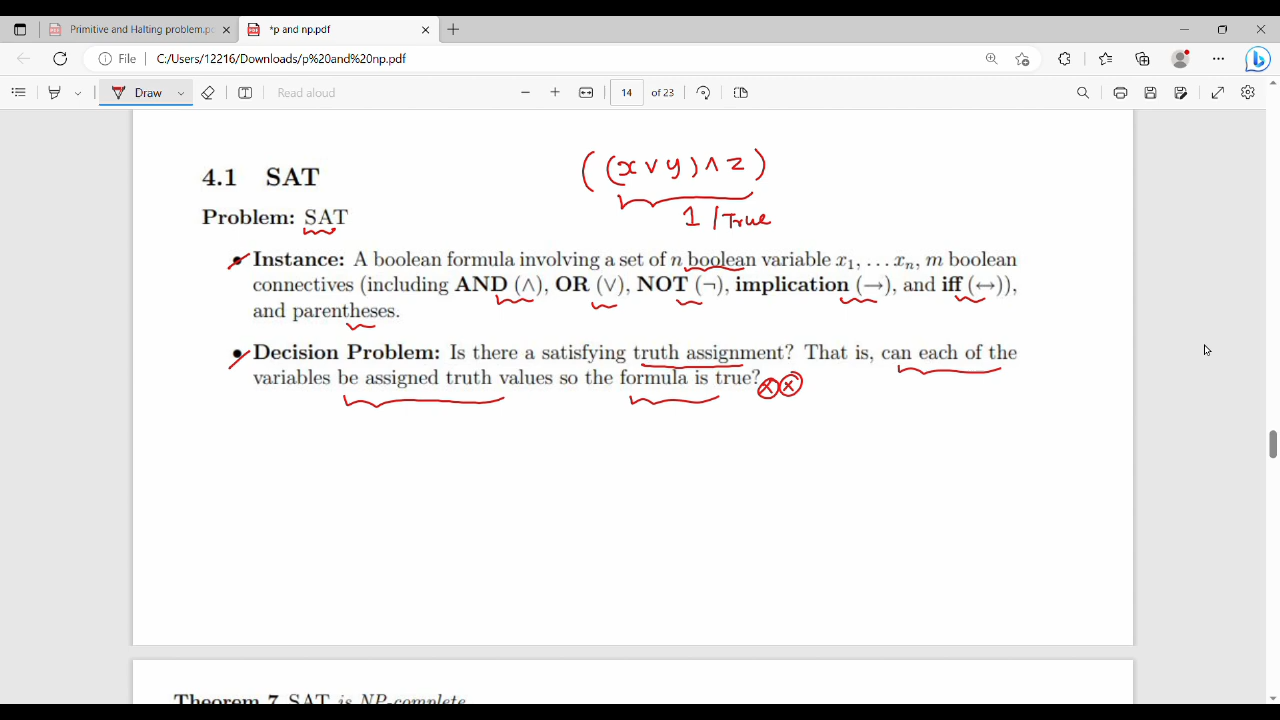 Primitive and Halting problem.pd
*p and np.pdf
File
C:/Users/12216/Downloads/p%20and%20np.pdf
Draw
Read aloud
14
of 23
((x ∨ y) ∧ z)
4.1 SAT
1 / True
Problem: SAT
• Instance: A boolean formula involving a set of n boolean variable x₁, … xₙ, m boolean
connectives (including AND (∧), OR (∨), NOT (¬), implication (→), and iff (↔)),
and parentheses.
• Decision Problem: Is there a satisfying truth assignment? That is, can each of the
variables be assigned truth values so the formula is true?
Theorem 7 SAT is NP-complete